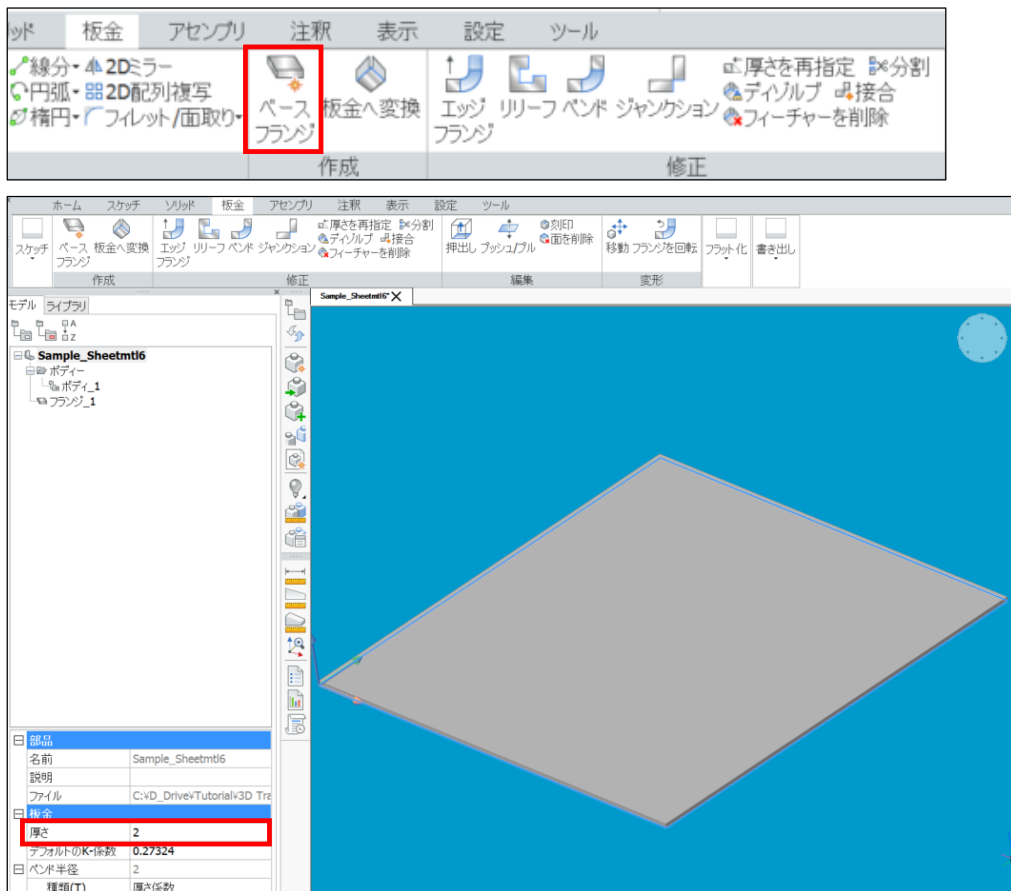 リッド 板金 アセンブリ 注釈 表示 設定 ツール
線分 2Dミラー
円弧 2D配列複写
楕円 フィレット/面取り
ベース
フランジ
板金へ変換
エッジ
フランジ
リリーフ ベンド ジャンクション
厚さを再指定 分割
ディゾルブ 接合
フィーチャーを削除
作成 修正
ホーム スケッチ ソリッド 板金 アセンブリ 注釈 表示 設定 ツール
スケッチ
ベース
フランジ
板金へ変換
エッジ
フランジ
リリーフ ベンド ジャンクション
厚さを再指定 分割
ディゾルブ 接合
フィーチャーを削除
押出し プッシュ/プル
刻印
面を削除
移動 フランジを回転
フラット化 書き出し
作成 修正 編集 変形
モデル ライブラリ
Sample_Sheetmtl6*
Sample_Sheetmtl6
ボディー
ボディ_1
フランジ_1
部品
名前 Sample_Sheetmtl6
説明
ファイル C:¥D_Drive¥Tutorial¥3D Tra
板金
厚さ 2
デフォルトのK-係数 0.27324
ベンド半径 2
種類(T) 厚さ係数